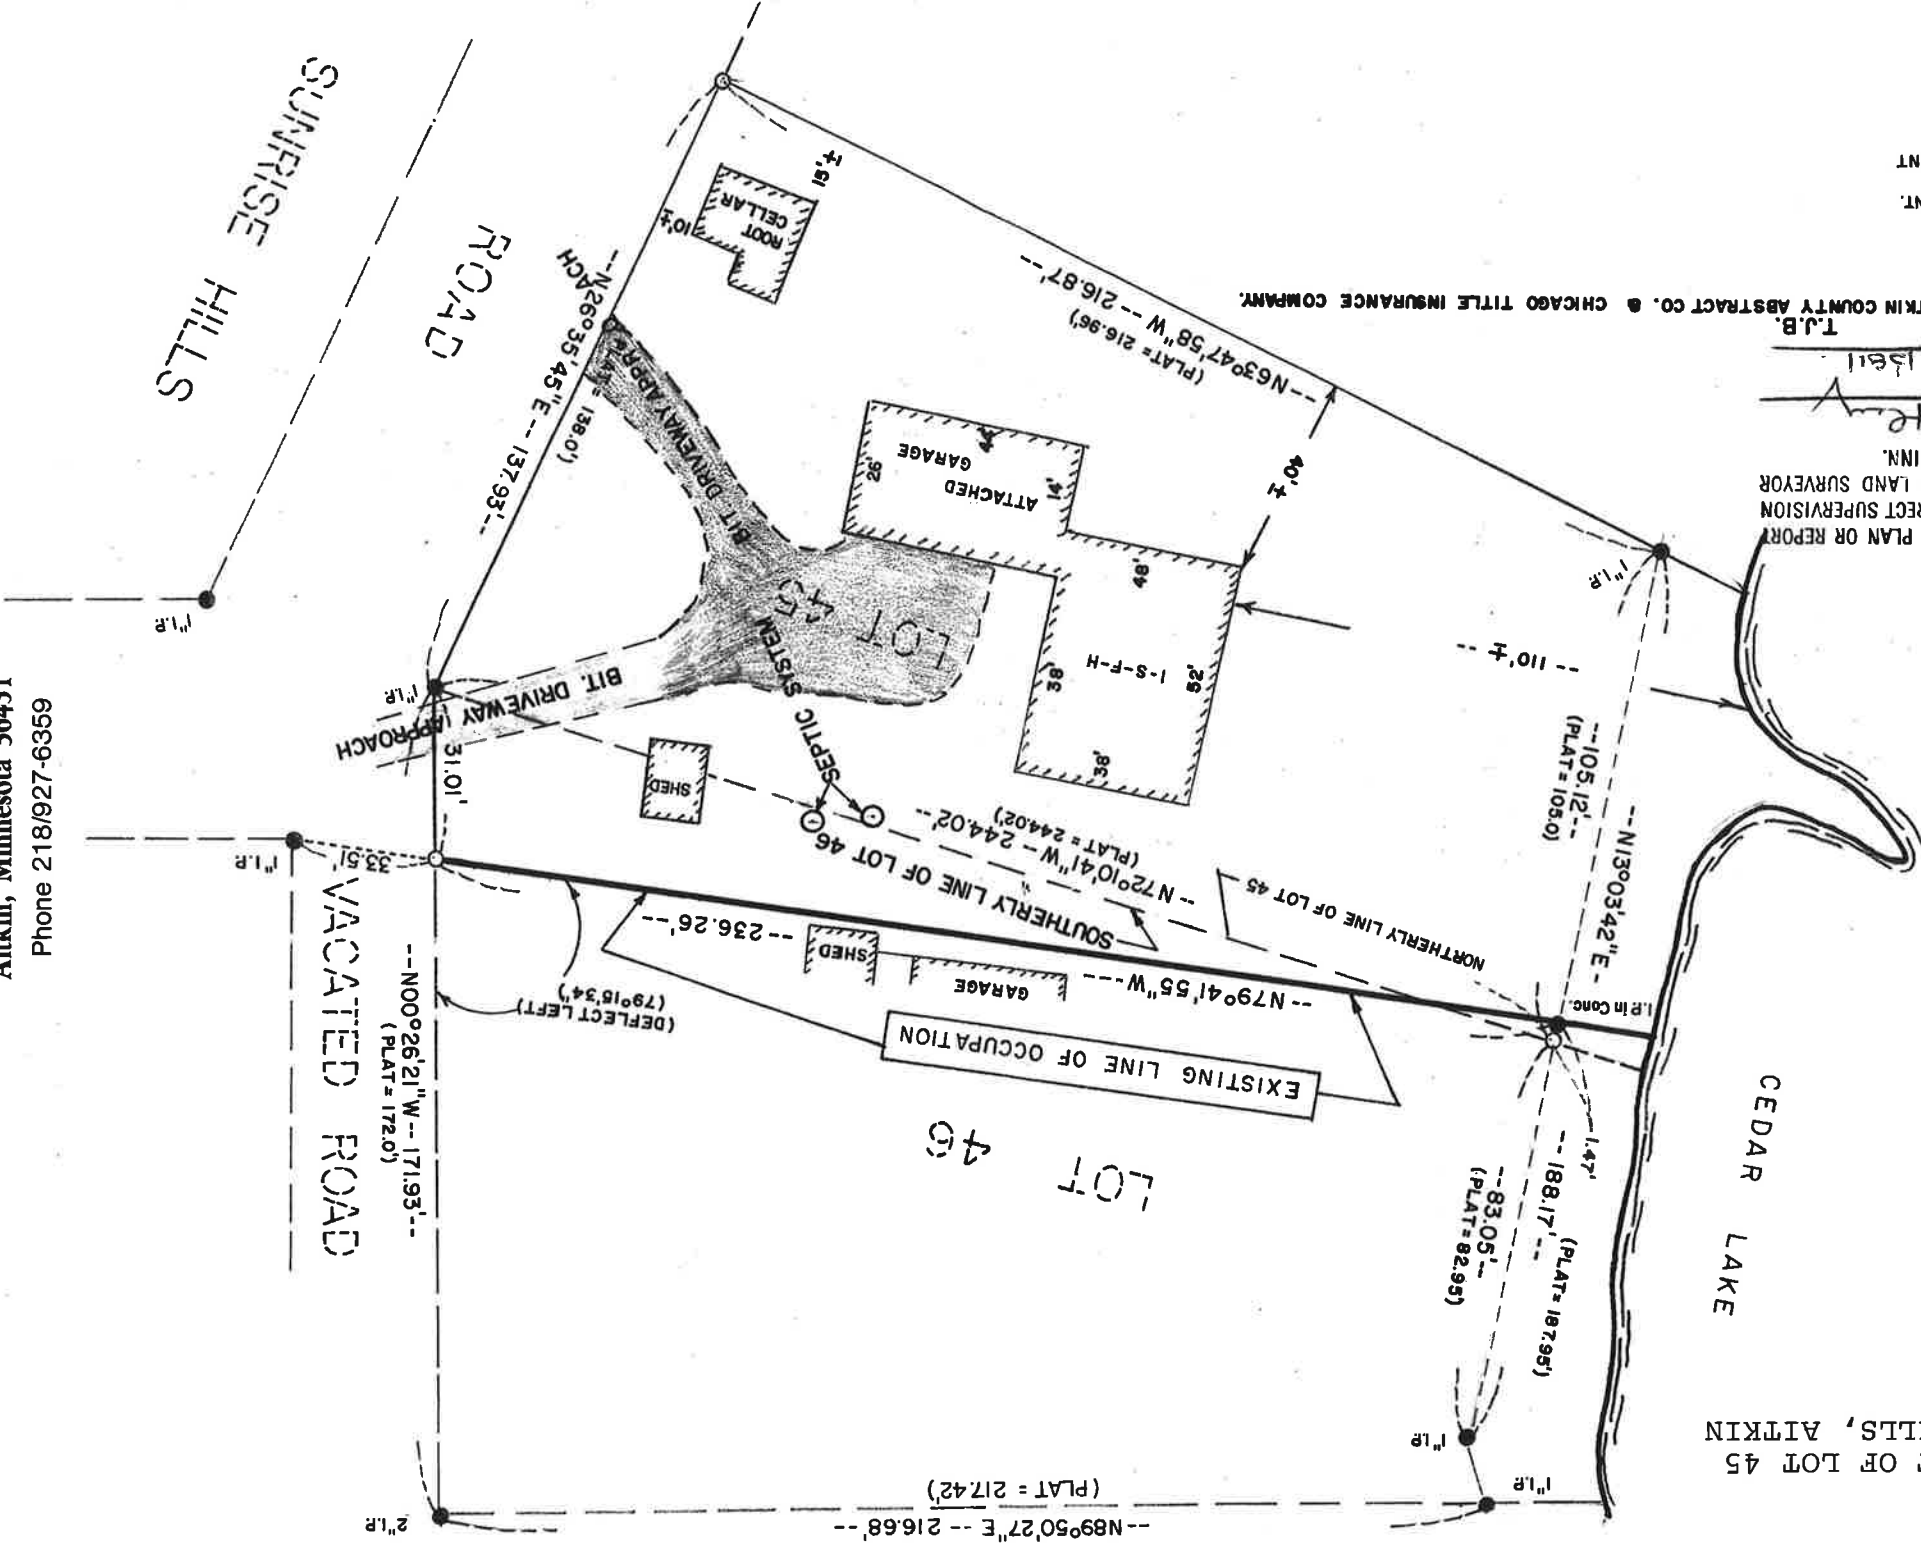 CEDAR LAKE
T OF LOT 45
ILLS, AITKIN
(PLAT = 217.42')
--N89°50'27"E -- 216.68'--
2" I.P.
1" I.P.
1" I.P.
LOT 46
--83.05'--
(PLAT=82.95')
--188.17'--
(PLAT=187.95')
1.47'
VACATED ROAD
--N00°26'21"W-- 171.93'--
(PLAT=172.0')
(DEFLECT LEFT)
(79°15'34")
EXISTING LINE OF OCCUPATION
--N79°41'55"W----
--236.26'--
GARAGE
SHED
I.P. in Conc.
33.51'
1" I.P.
31.01'
SOUTHERLY LINE OF LOT 46
NORTHERLY LINE OF LOT 45
-- N72°10'41"W -- 244.02'--
(PLAT = 244.02')
--N13°03'42"E--
--105.12'--
(PLAT=105.0)
SHED
SEPTIC SYSTEM
BIT. DRIVEWAY APPROACH
1" I.P.
1" I.P.
LOT 45
1-S-F-H
38'
38'
52'
48'
-- 110'± --
ATTACHED
GARAGE
14'
44'
26'
40'±
1" I.P.
BIT. DRIVEWAY APPROACH
--N26°35'45"E -- 137.93'--
(PLAT = 138.0')
ROOT
CELLAR
10'±
15'±
--N63°47'58"W -- 216.87'--
(PLAT= 216.96')
ROAD
SUNRISE HILLS
PLAN OR REPORT
RECT SUPERVISION
LAND SURVEYOR
INN.
T.J.B.
TKIN COUNTY ABSTRACT CO. & CHICAGO TITLE INSURANCE COMPANY.
NT.
NT
Aitkin, Minnesota 56431
Phone 218/927-6359